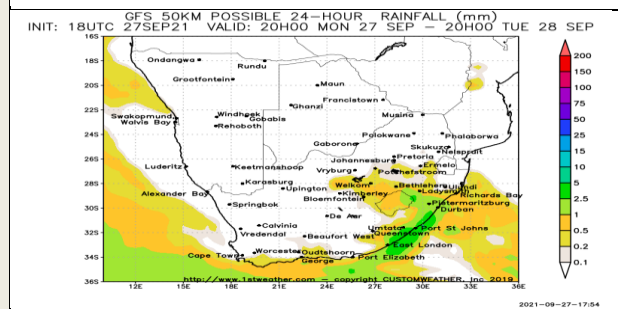 GFS 50KM POSSIBLE 24-HOUR RAINFALL (mm)
INIT: 18UTC 27SEP21 VALID: 20H00 MON 27 SEP - 20H00 TUE 28 SEP
16S
18S
20S
22S
24S
26S
28S
30S
32S
34S
36S
Ondangwa
Rundu
Grootfontein
Maun
Francistown
Ghanzi
Windhoek
Gobabis
Swakopmund
Walvis Bay
Rehoboth
Musina
Polokwane
Phalaborwa
Gaborone
Skukuza
Nelspruit
Pretoria
Johannesburg
Ermelo
Luderitz
Keetmanshoop
Vryburg
Potchefstroom
Karasburg
Welkom
Bethlehem
Ulundi
Alexander Bay
Upington
Kimberley
Ladysmith
Richards Bay
Springbok
Bloemfontein
Pietermaritzburg
Durban
De Aar
Calvinia
Umtata
Port St Johns
Vredendal
Beaufort West
Queenstown
East London
Worcester
Oudtshoorn
Cape Town
George
Port Elizabeth
http://www.1stweather.com - copyright CUSTOMWEATHER, Inc 2019
12E
15E
18E
21E
24E
27E
30E
33E
36E
200
150
100
75
50
25
15
10
5
2.5
1
0.5
0.2
0.1
2021-09-27-17:54